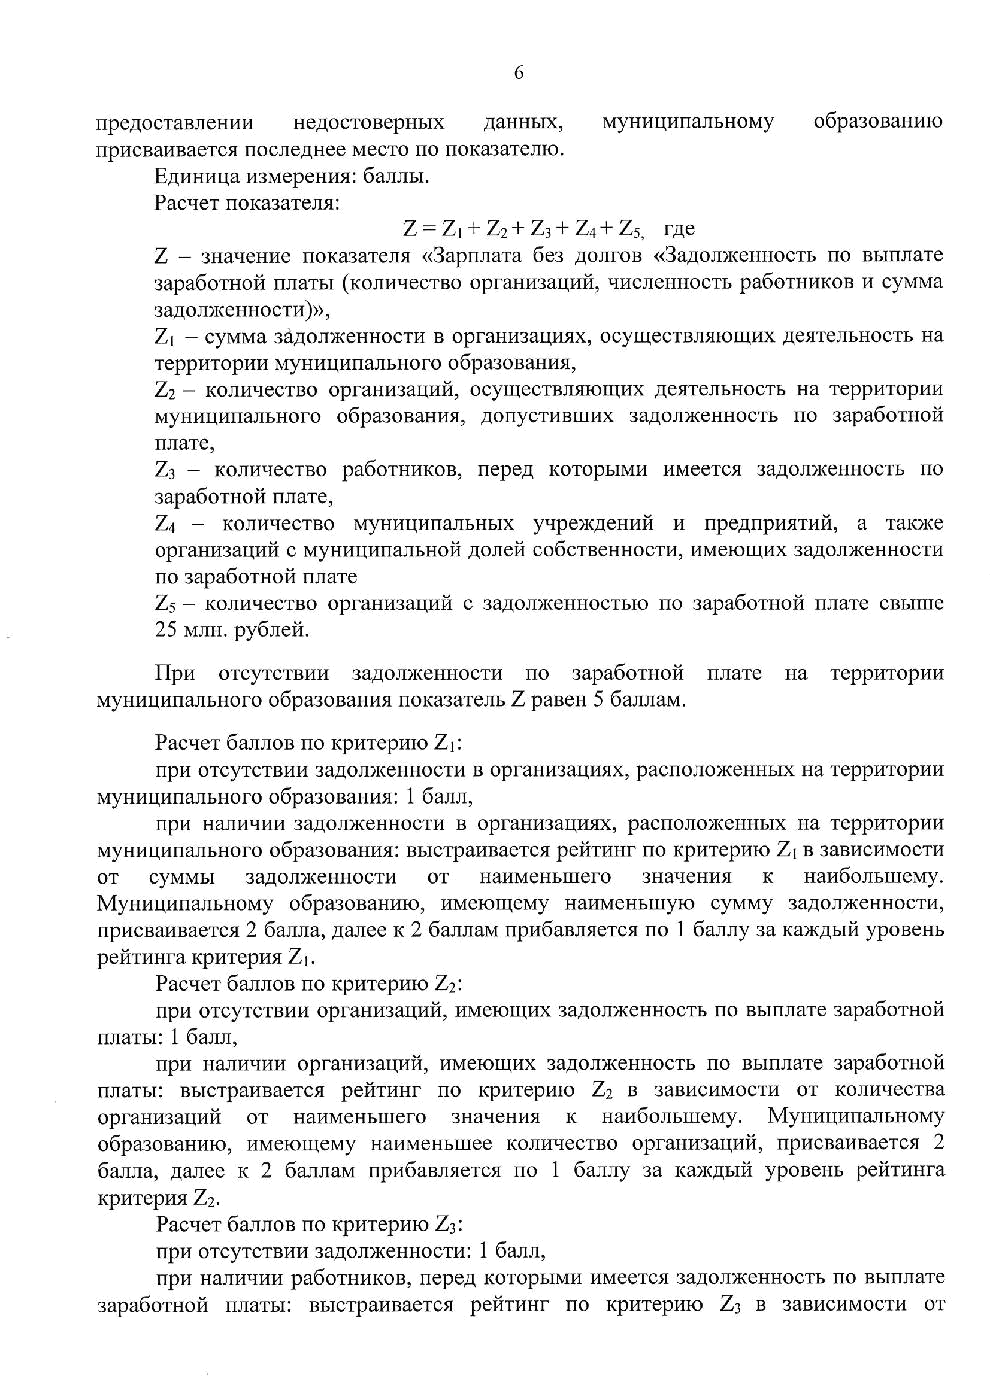 6
предоставлении недостоверных данных, муниципальному образованию
присваивается последнее место по показателю.
Единица измерения: баллы.
Расчет показателя:
Z = Z₁ + Z₂ + Z₃ + Z₄ + Z₅, где
Z – значение показателя «Зарплата без долгов «Задолженность по выплате
заработной платы (количество организаций, численность работников и сумма
задолженности)»,
Z₁ – сумма задолженности в организациях, осуществляющих деятельность на
территории муниципального образования,
Z₂ – количество организаций, осуществляющих деятельность на территории
муниципального образования, допустивших задолженность по заработной
плате,
Z₃ – количество работников, перед которыми имеется задолженность по
заработной плате,
Z₄ – количество муниципальных учреждений и предприятий, а также
организаций с муниципальной долей собственности, имеющих задолженности
по заработной плате
Z₅ – количество организаций с задолженностью по заработной плате свыше
25 млн. рублей.
При отсутствии задолженности по заработной плате на территории
муниципального образования показатель Z равен 5 баллам.
Расчет баллов по критерию Z₁:
при отсутствии задолженности в организациях, расположенных на территории
муниципального образования: 1 балл,
при наличии задолженности в организациях, расположенных на территории
муниципального образования: выстраивается рейтинг по критерию Z₁ в зависимости
от суммы задолженности от наименьшего значения к наибольшему.
Муниципальному образованию, имеющему наименьшую сумму задолженности,
присваивается 2 балла, далее к 2 баллам прибавляется по 1 баллу за каждый уровень
рейтинга критерия Z₁.
Расчет баллов по критерию Z₂:
при отсутствии организаций, имеющих задолженность по выплате заработной
платы: 1 балл,
при наличии организаций, имеющих задолженность по выплате заработной
платы: выстраивается рейтинг по критерию Z₂ в зависимости от количества
организаций от наименьшего значения к наибольшему. Муниципальному
образованию, имеющему наименьшее количество организаций, присваивается 2
балла, далее к 2 баллам прибавляется по 1 баллу за каждый уровень рейтинга
критерия Z₂.
Расчет баллов по критерию Z₃:
при отсутствии задолженности: 1 балл,
при наличии работников, перед которыми имеется задолженность по выплате
заработной платы: выстраивается рейтинг по критерию Z₃ в зависимости от